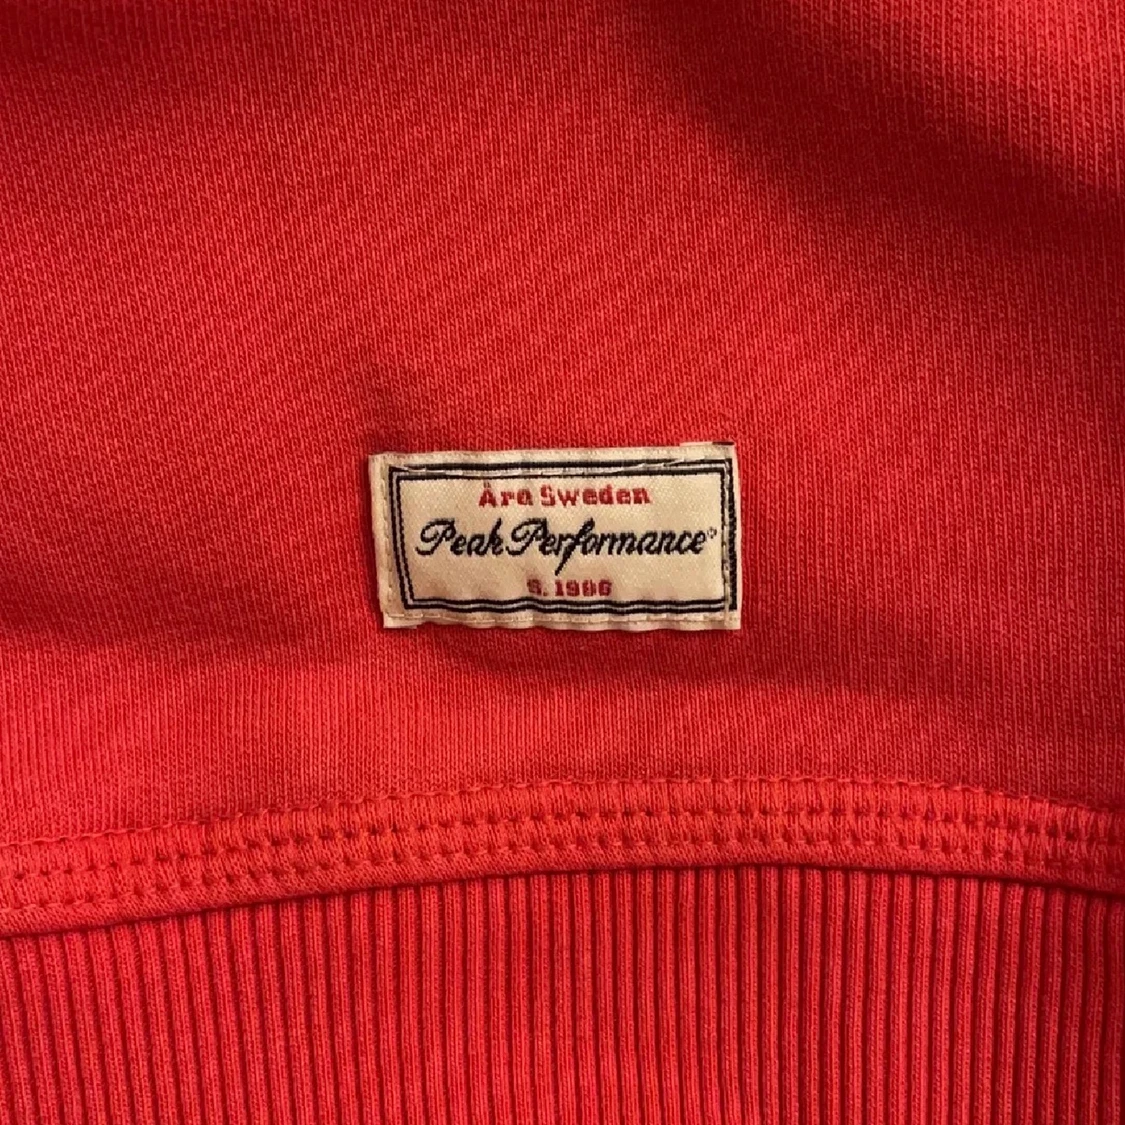 Åre Sweden
Peak Performance®
S. 1986